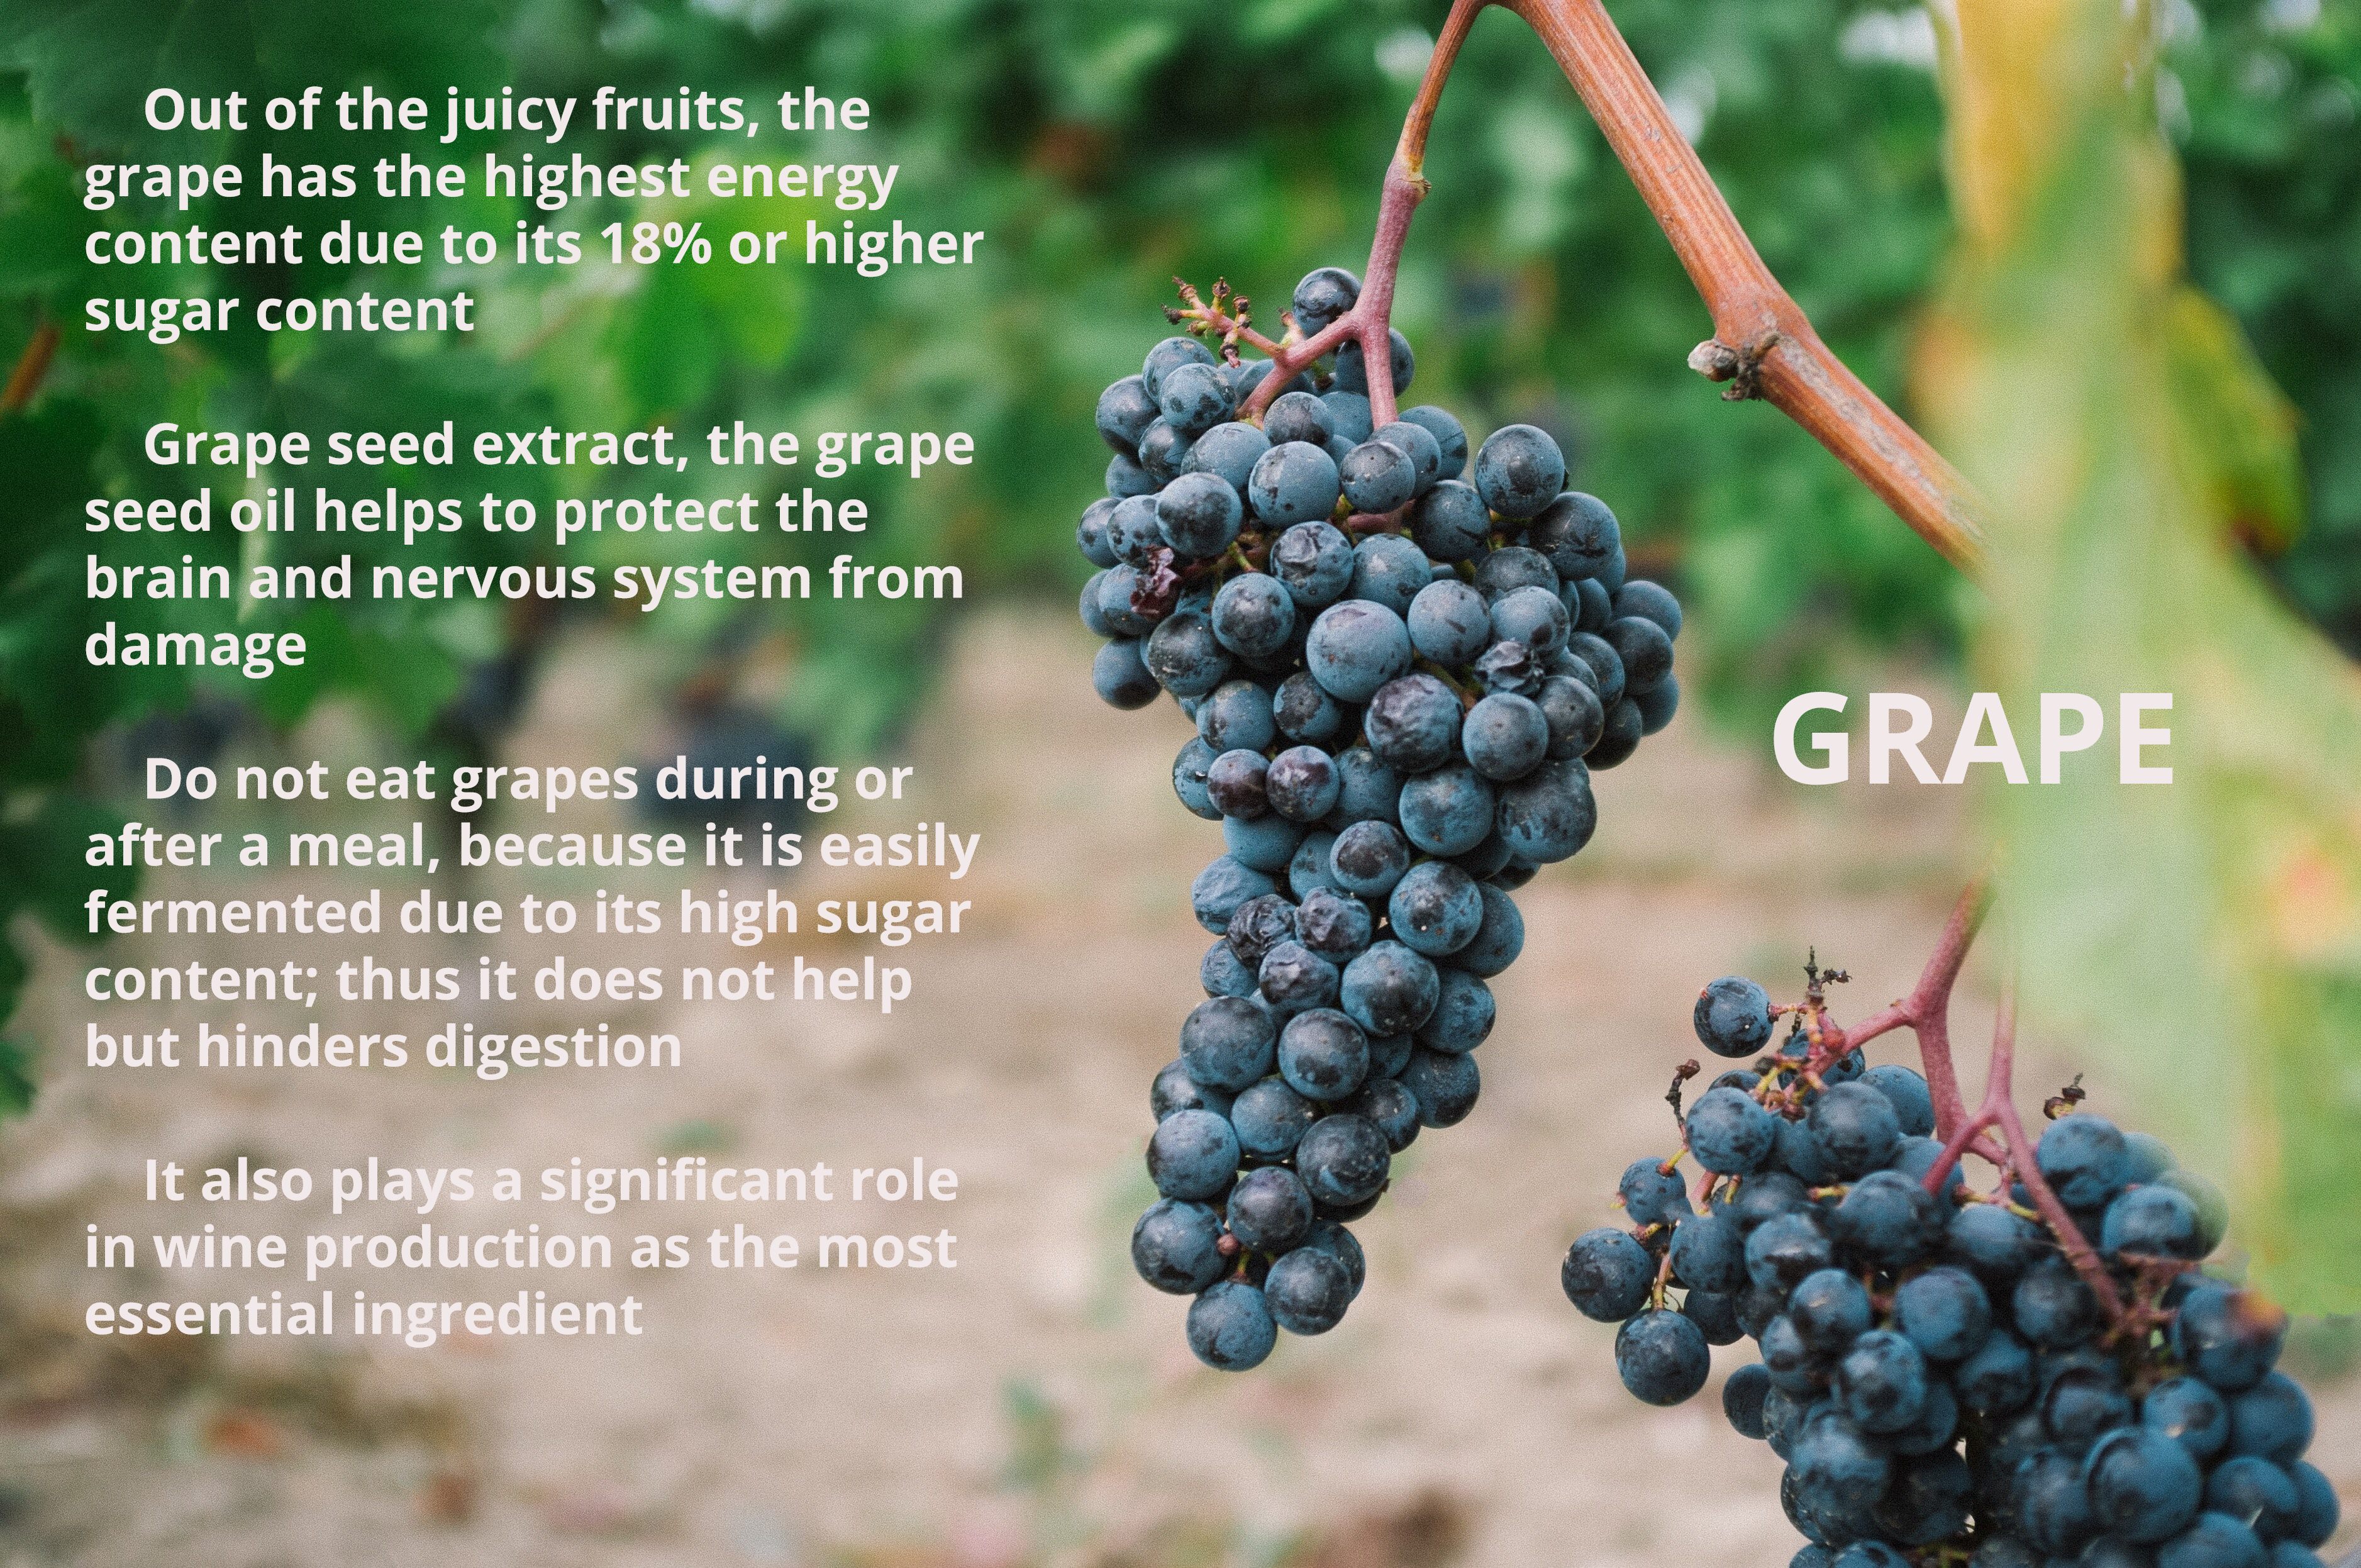 Out of the juicy fruits, the
grape has the highest energy
content due to its 18% or higher
sugar content
Grape seed extract, the grape
seed oil helps to protect the
brain and nervous system from
damage
Do not eat grapes during or
after a meal, because it is easily
fermented due to its high sugar
content; thus it does not help
but hinders digestion
It also plays a significant role
in wine production as the most
essential ingredient
GRAPE